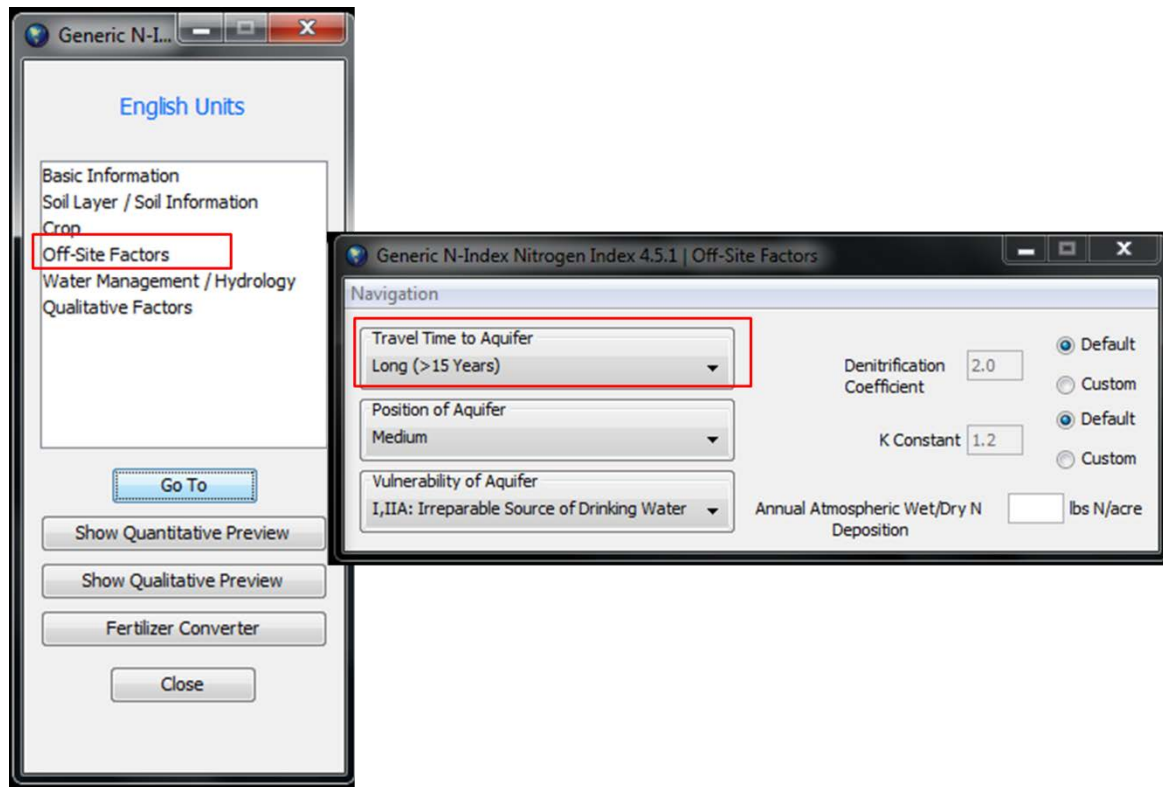 Generic N-I...
English Units
Basic Information
Soil Layer / Soil Information
Crop
Off-Site Factors
Water Management / Hydrology
Qualitative Factors
Go To
Show Quantitative Preview
Show Qualitative Preview
Fertilizer Converter
Close
Generic N-Index Nitrogen Index 4.5.1 | Off-Site Factors
Navigation
Travel Time to Aquifer
Long (>15 Years)
Position of Aquifer
Medium
Vulnerability of Aquifer
I,IIA: Irreparable Source of Drinking Water
Denitrification
Coefficient
2.0
Default
Custom
K Constant
1.2
Default
Custom
Annual Atmospheric Wet/Dry N
Deposition
lbs N/acre